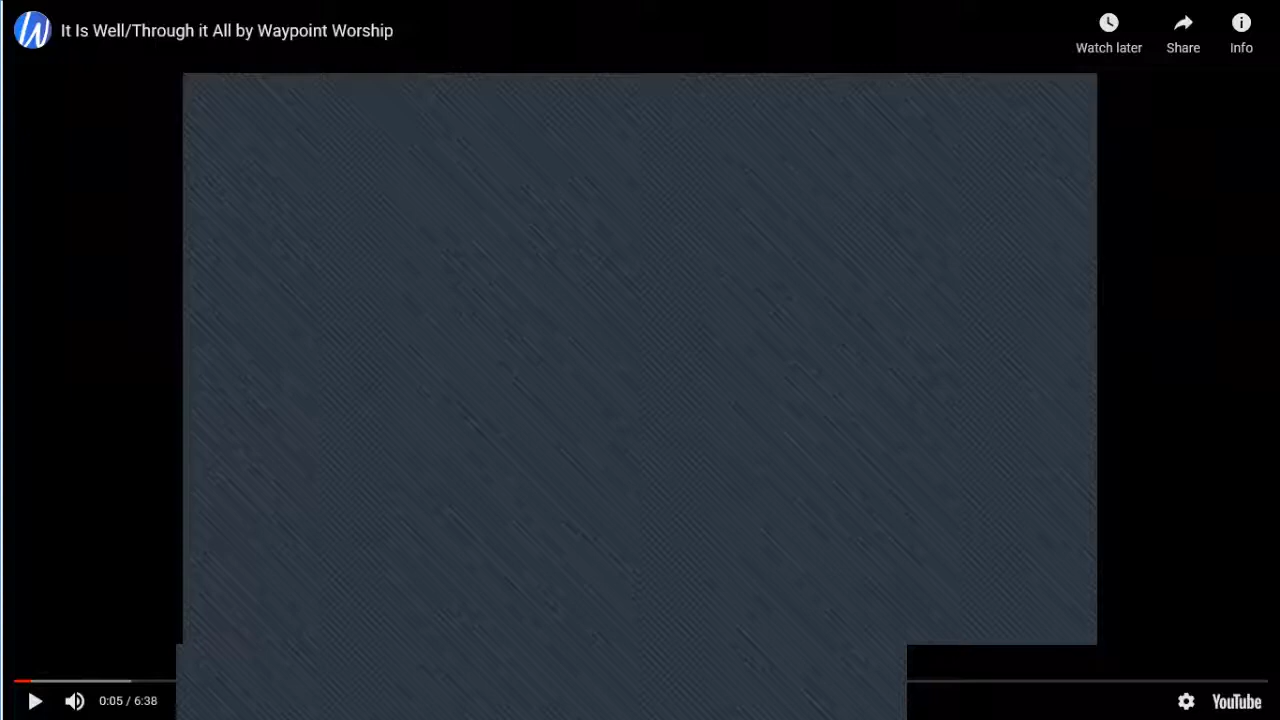 It Is Well/Through it All by Waypoint Worship
Watch later
Share
Info
0:05 / 6:38
YouTube